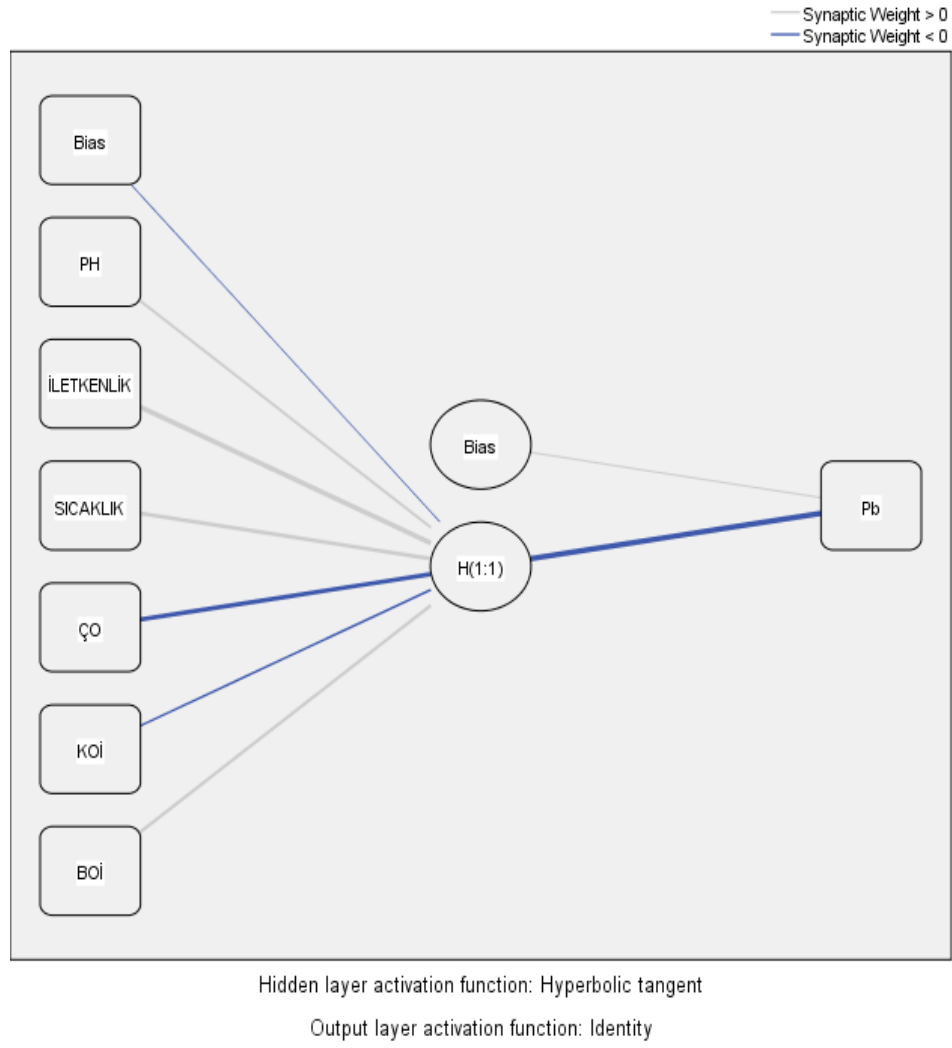 Synaptic Weight > 0
Synaptic Weight < 0
Bias
PH
İLETKENLİK
SICAKLIK
ÇO
KOİ
BOİ
Bias
H(1:1)
Pb
Hidden layer activation function: Hyperbolic tangent
Output layer activation function: Identity